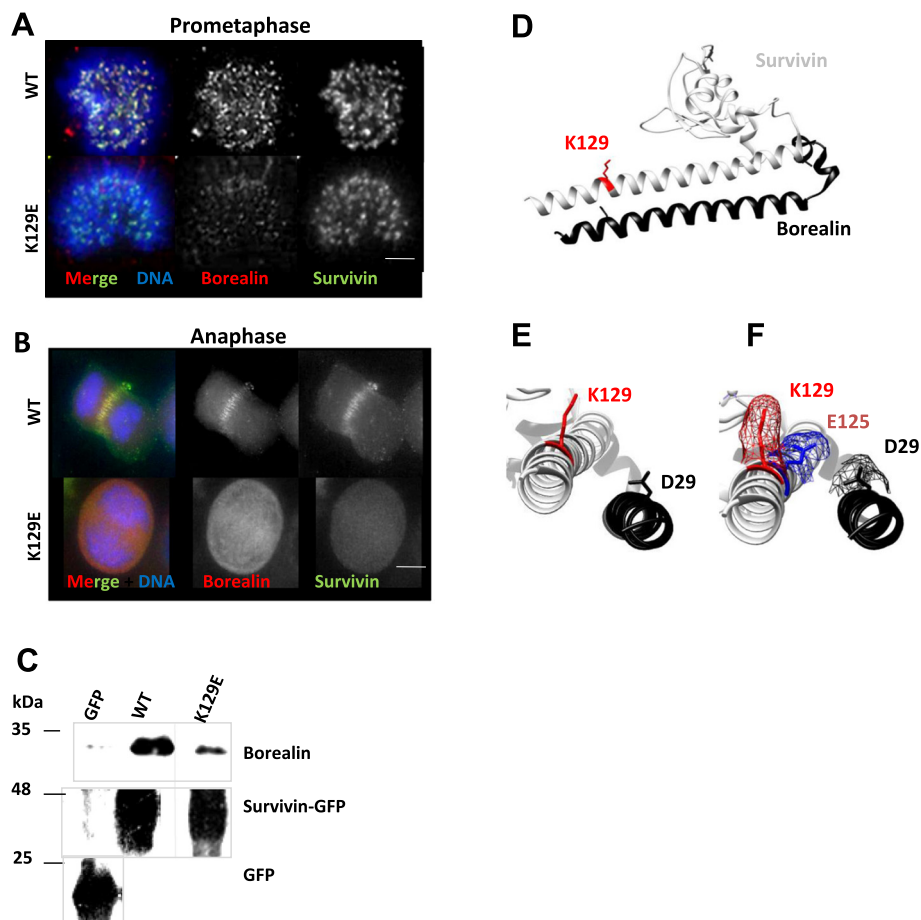 A
Prometaphase
WT
K129E
Merge DNA Borealin Survivin
B
Anaphase
WT
K129E
Merge + DNA Borealin Survivin
C
kDa
GFP WT K129E
35
Borealin
48
Survivin-GFP
25
GFP
D
Survivin
K129
Borealin
E
K129
D29
F
K129
E125
D29